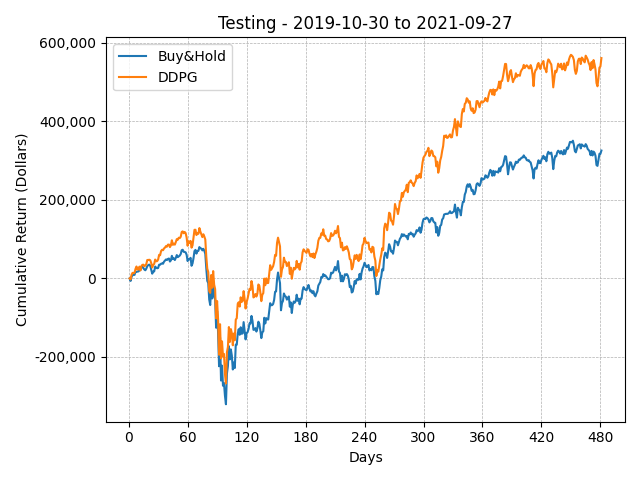 Testing - 2019-10-30 to 2021-09-27
Buy&Hold
DDPG
Cumulative Return (Dollars)
600,000
400,000
200,000
0
-200,000
0 60 120 180 240 300 360 420 480
Days